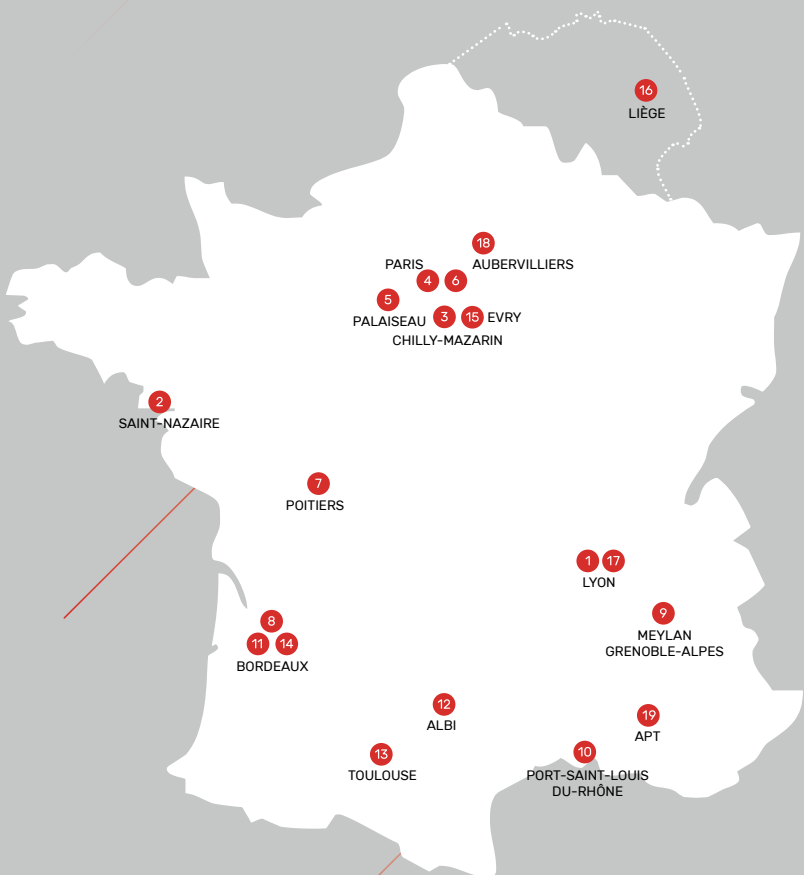 16
LIÈGE
18
PARIS
AUBERVILLIERS
4 6
5
PALAISEAU
3 15 EVRY
CHILLY-MAZARIN
2
SAINT-NAZAIRE
7
POITIERS
1 17
LYON
9
MEYLAN
GRENOBLE-ALPES
8
11 14
BORDEAUX
12
ALBI
19
APT
13
TOULOUSE
10
PORT-SAINT-LOUIS
DU-RHÔNE